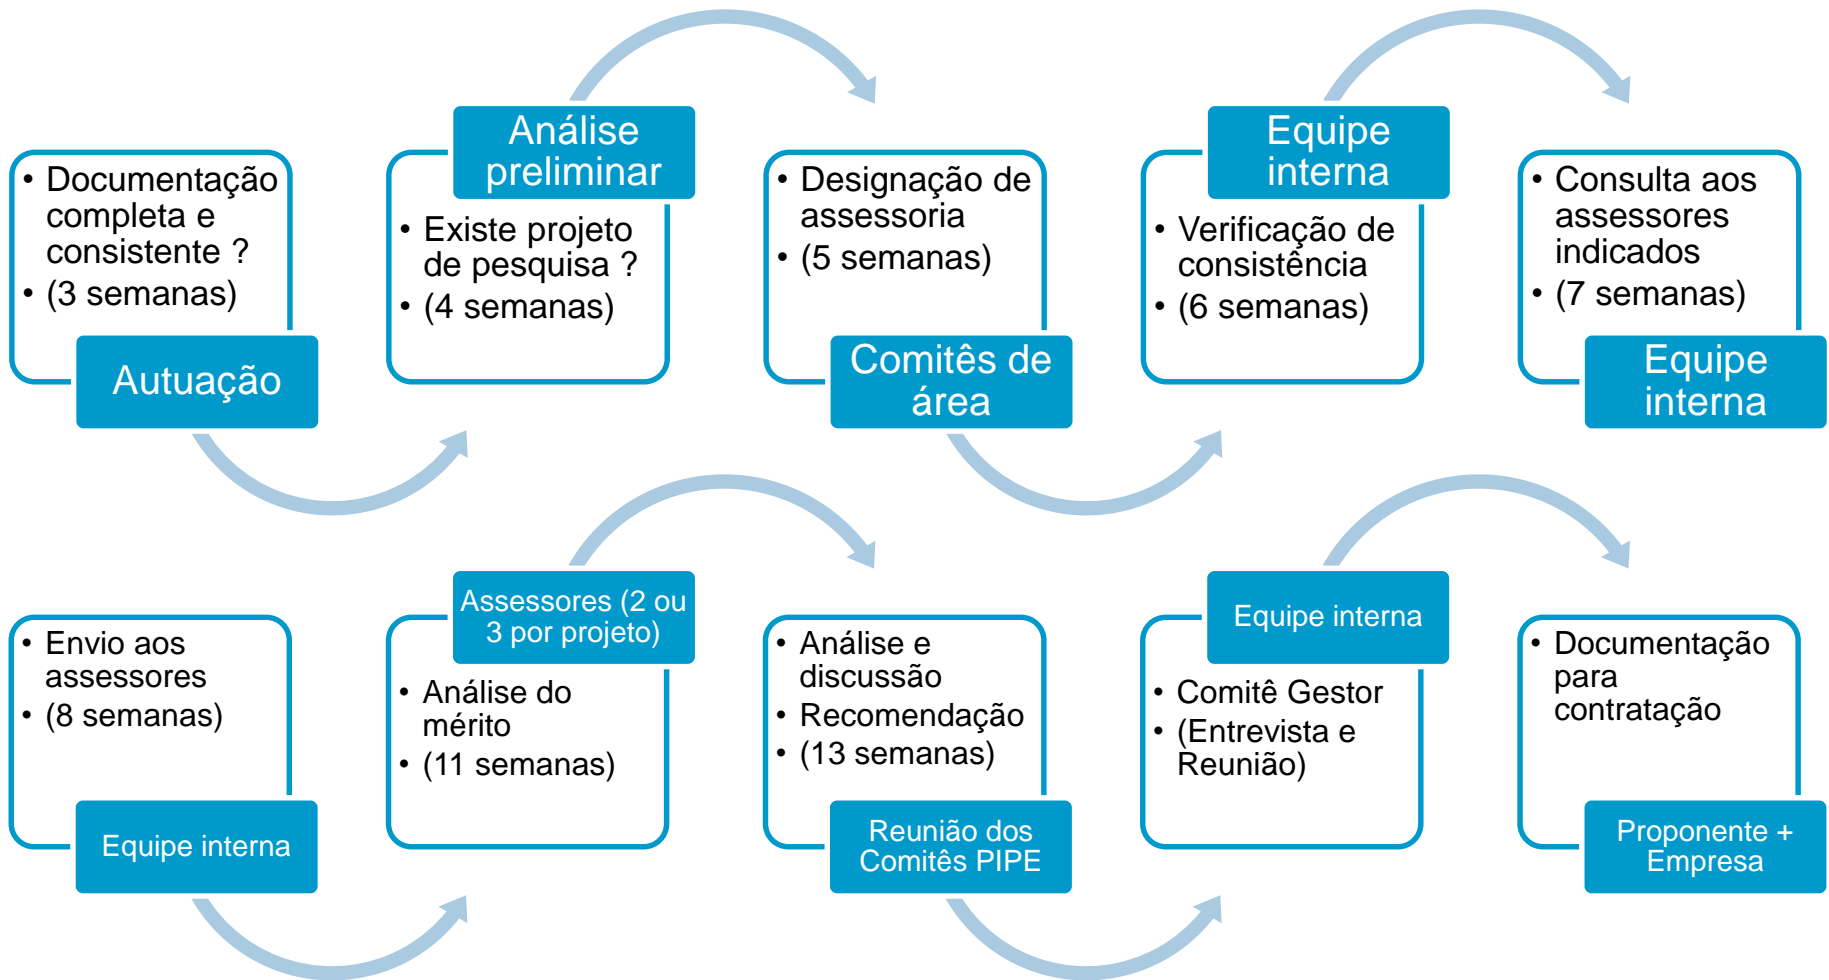 • Documentação
completa e
consistente ?
• (3 semanas)
Autuação
Análise
preliminar
• Existe projeto
de pesquisa ?
• (4 semanas)
• Designação de
assessoria
• (5 semanas)
Comitês de
área
Equipe
interna
• Verificação de
consistência
• (6 semanas)
• Consulta aos
assessores
indicados
• (7 semanas)
Equipe
interna
• Envio aos
assessores
• (8 semanas)
Equipe interna
Assessores (2 ou
3 por projeto)
• Análise do
mérito
• (11 semanas)
• Análise e
discussão
• Recomendação
• (13 semanas)
Reunião dos
Comitês PIPE
Equipe interna
• Comitê Gestor
• (Entrevista e
Reunião)
• Documentação
para
contratação
Proponente +
Empresa